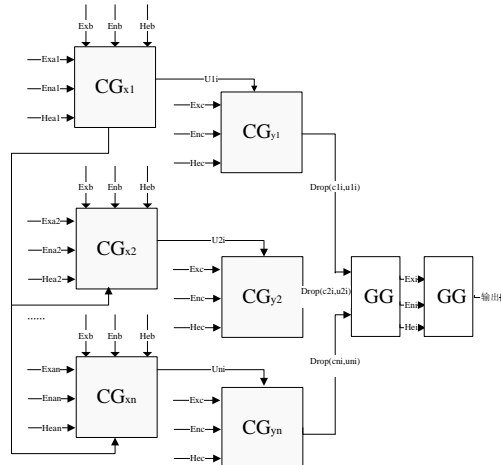 Exb Enb Heb
Exa1
Ena1
Hea1
CGx1
U1i
Exc
Enc
Hec
CGy1
Drop(c1i,u1i)
Exb Enb Heb
Exa2
Ena2
Hea2
CGx2
U2i
Exc
Enc
Hec
CGy2
Drop(c2i,u2i)
GG
Exi
Eni
Hei
GG
输出
......
Exb Enb Heb
Exan
Enan
Hean
CGxn
Uni
Exc
Enc
Hec
CGyn
Drop(cni,uni)